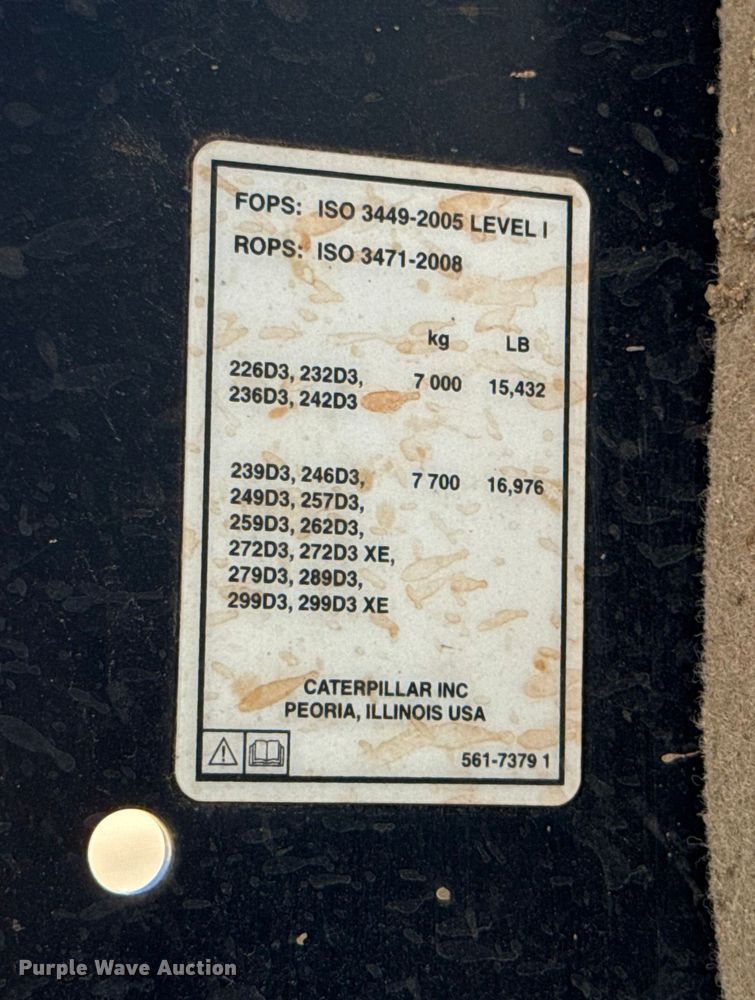 FOPS: ISO 3449-2005 LEVEL I
ROPS: ISO 3471-2008
kg LB
226D3, 232D3, 7 000 15,432
236D3, 242D3
239D3, 246D3, 7 700 16,976
249D3, 257D3,
259D3, 262D3,
272D3, 272D3 XE,
279D3, 289D3,
299D3, 299D3 XE
CATERPILLAR INC
PEORIA, ILLINOIS USA
561-7379 1
Purple Wave Auction